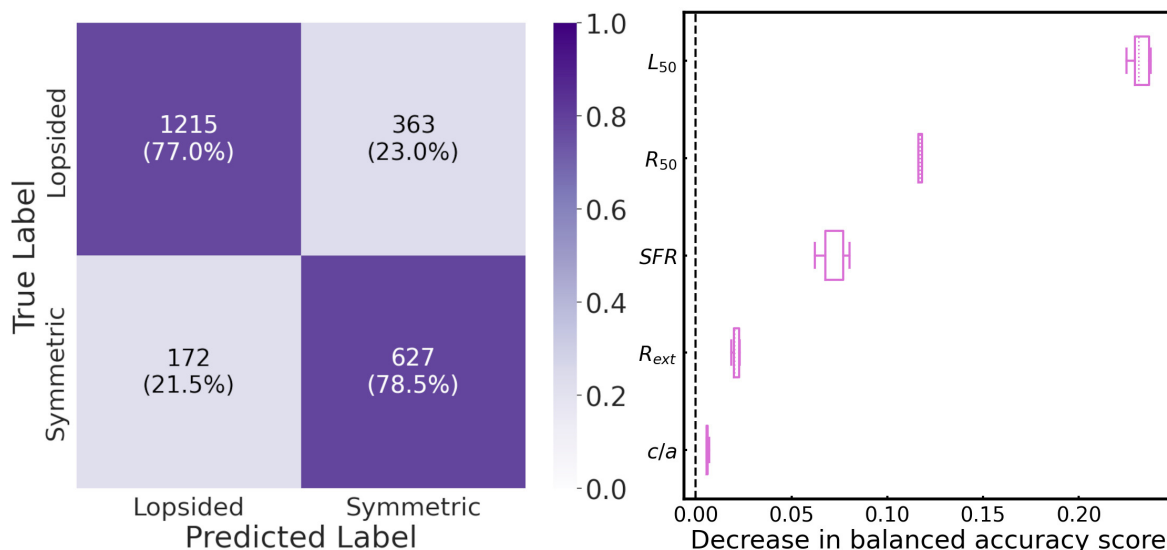 True Label
Lopsided
Symmetric
1215
(77.0%)
363
(23.0%)
172
(21.5%)
627
(78.5%)
Lopsided
Symmetric
Predicted Label
1.0
0.8
0.6
0.4
0.2
0.0
L50
R50
SFR
Rext
c/a
0.00
0.05
0.10
0.15
0.20
Decrease in balanced accuracy score